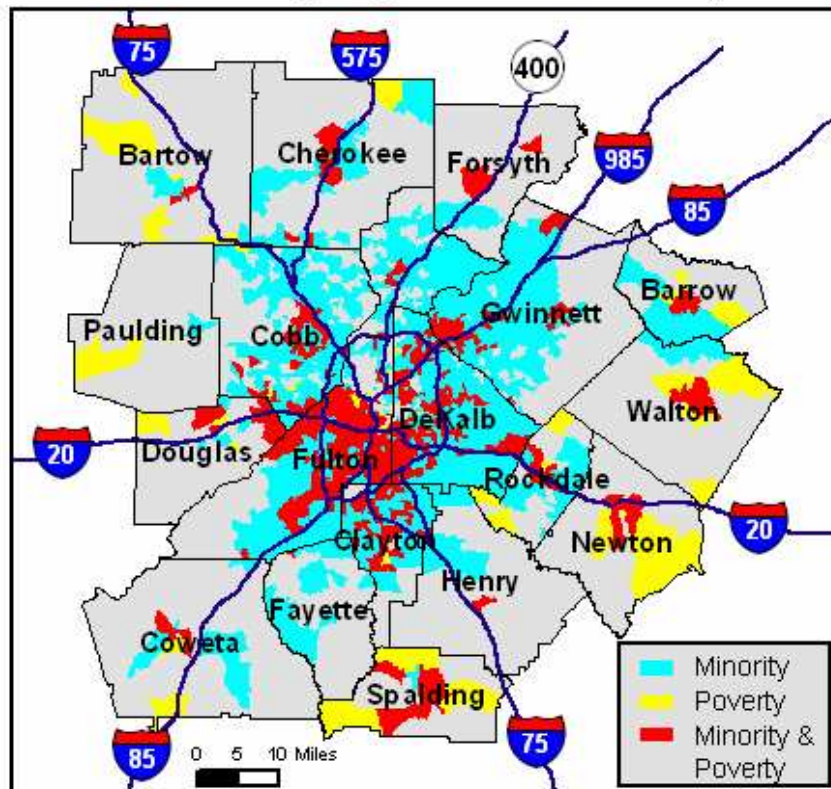 75
575
400
985
85
Bartow
Cherokee
Forsyth
Gwinnett
Barrow
Paulding
Cobb
Walton
DeKalb
20
Douglas
Fulton
Rockdale
20
Newton
Clayton
Henry
Fayette
Coweta
Spalding
85
75
0 5 10 Miles
Minority
Poverty
Minority &
Poverty